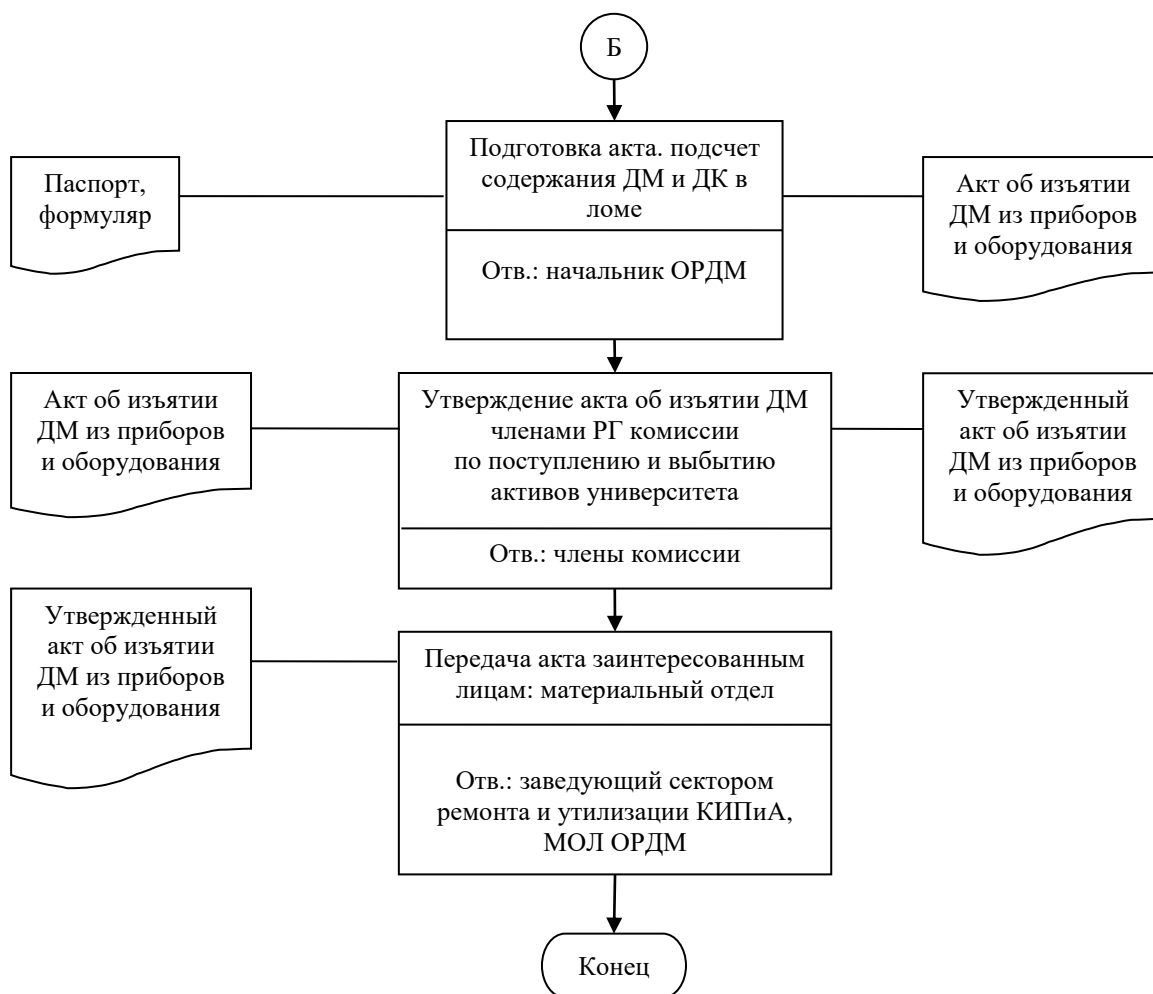 Б
Подготовка акта. подсчет
содержания ДМ и ДК в
ломе
Отв.: начальник ОРДМ
Паспорт,
формуляр
Акт об изъятии
ДМ из приборов
и оборудования
Акт об изъятии
ДМ из приборов
и оборудования
Утверждение акта об изъятии ДМ
членами РГ комиссии
по поступлению и выбытию
активов университета
Отв.: члены комиссии
Утвержденный
акт об изъятии
ДМ из приборов
и оборудования
Утвержденный
акт об изъятии
ДМ из приборов
и оборудования
Передача акта заинтересованным
лицам: материальный отдел
Отв.: заведующий сектором
ремонта и утилизации КИПиА,
МОЛ ОРДМ
Конец